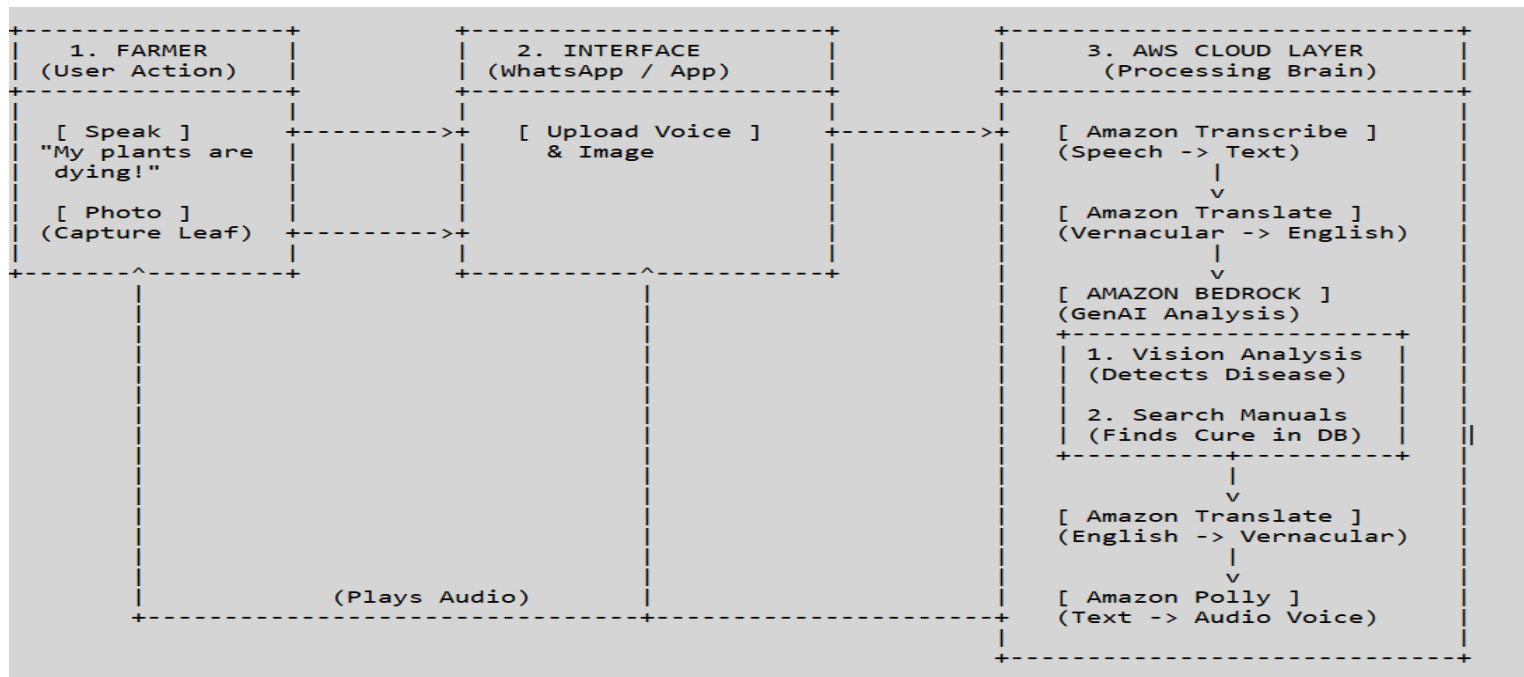 1. FARMER
(User Action)
[ Speak ]
"My plants are
dying!"
[ Photo ]
(Capture Leaf)
2. INTERFACE
(WhatsApp / App)
[ Upload Voice ]
& Image
3. AWS CLOUD LAYER
(Processing Brain)
[ Amazon Transcribe ]
(Speech -> Text)
[ Amazon Translate ]
(Vernacular -> English)
[ AMAZON BEDROCK ]
(GenAI Analysis)
1. Vision Analysis
(Detects Disease)
2. Search Manuals
(Finds Cure in DB)
[ Amazon Translate ]
(English -> Vernacular)
[ Amazon Polly ]
(Text -> Audio Voice)
(Plays Audio)